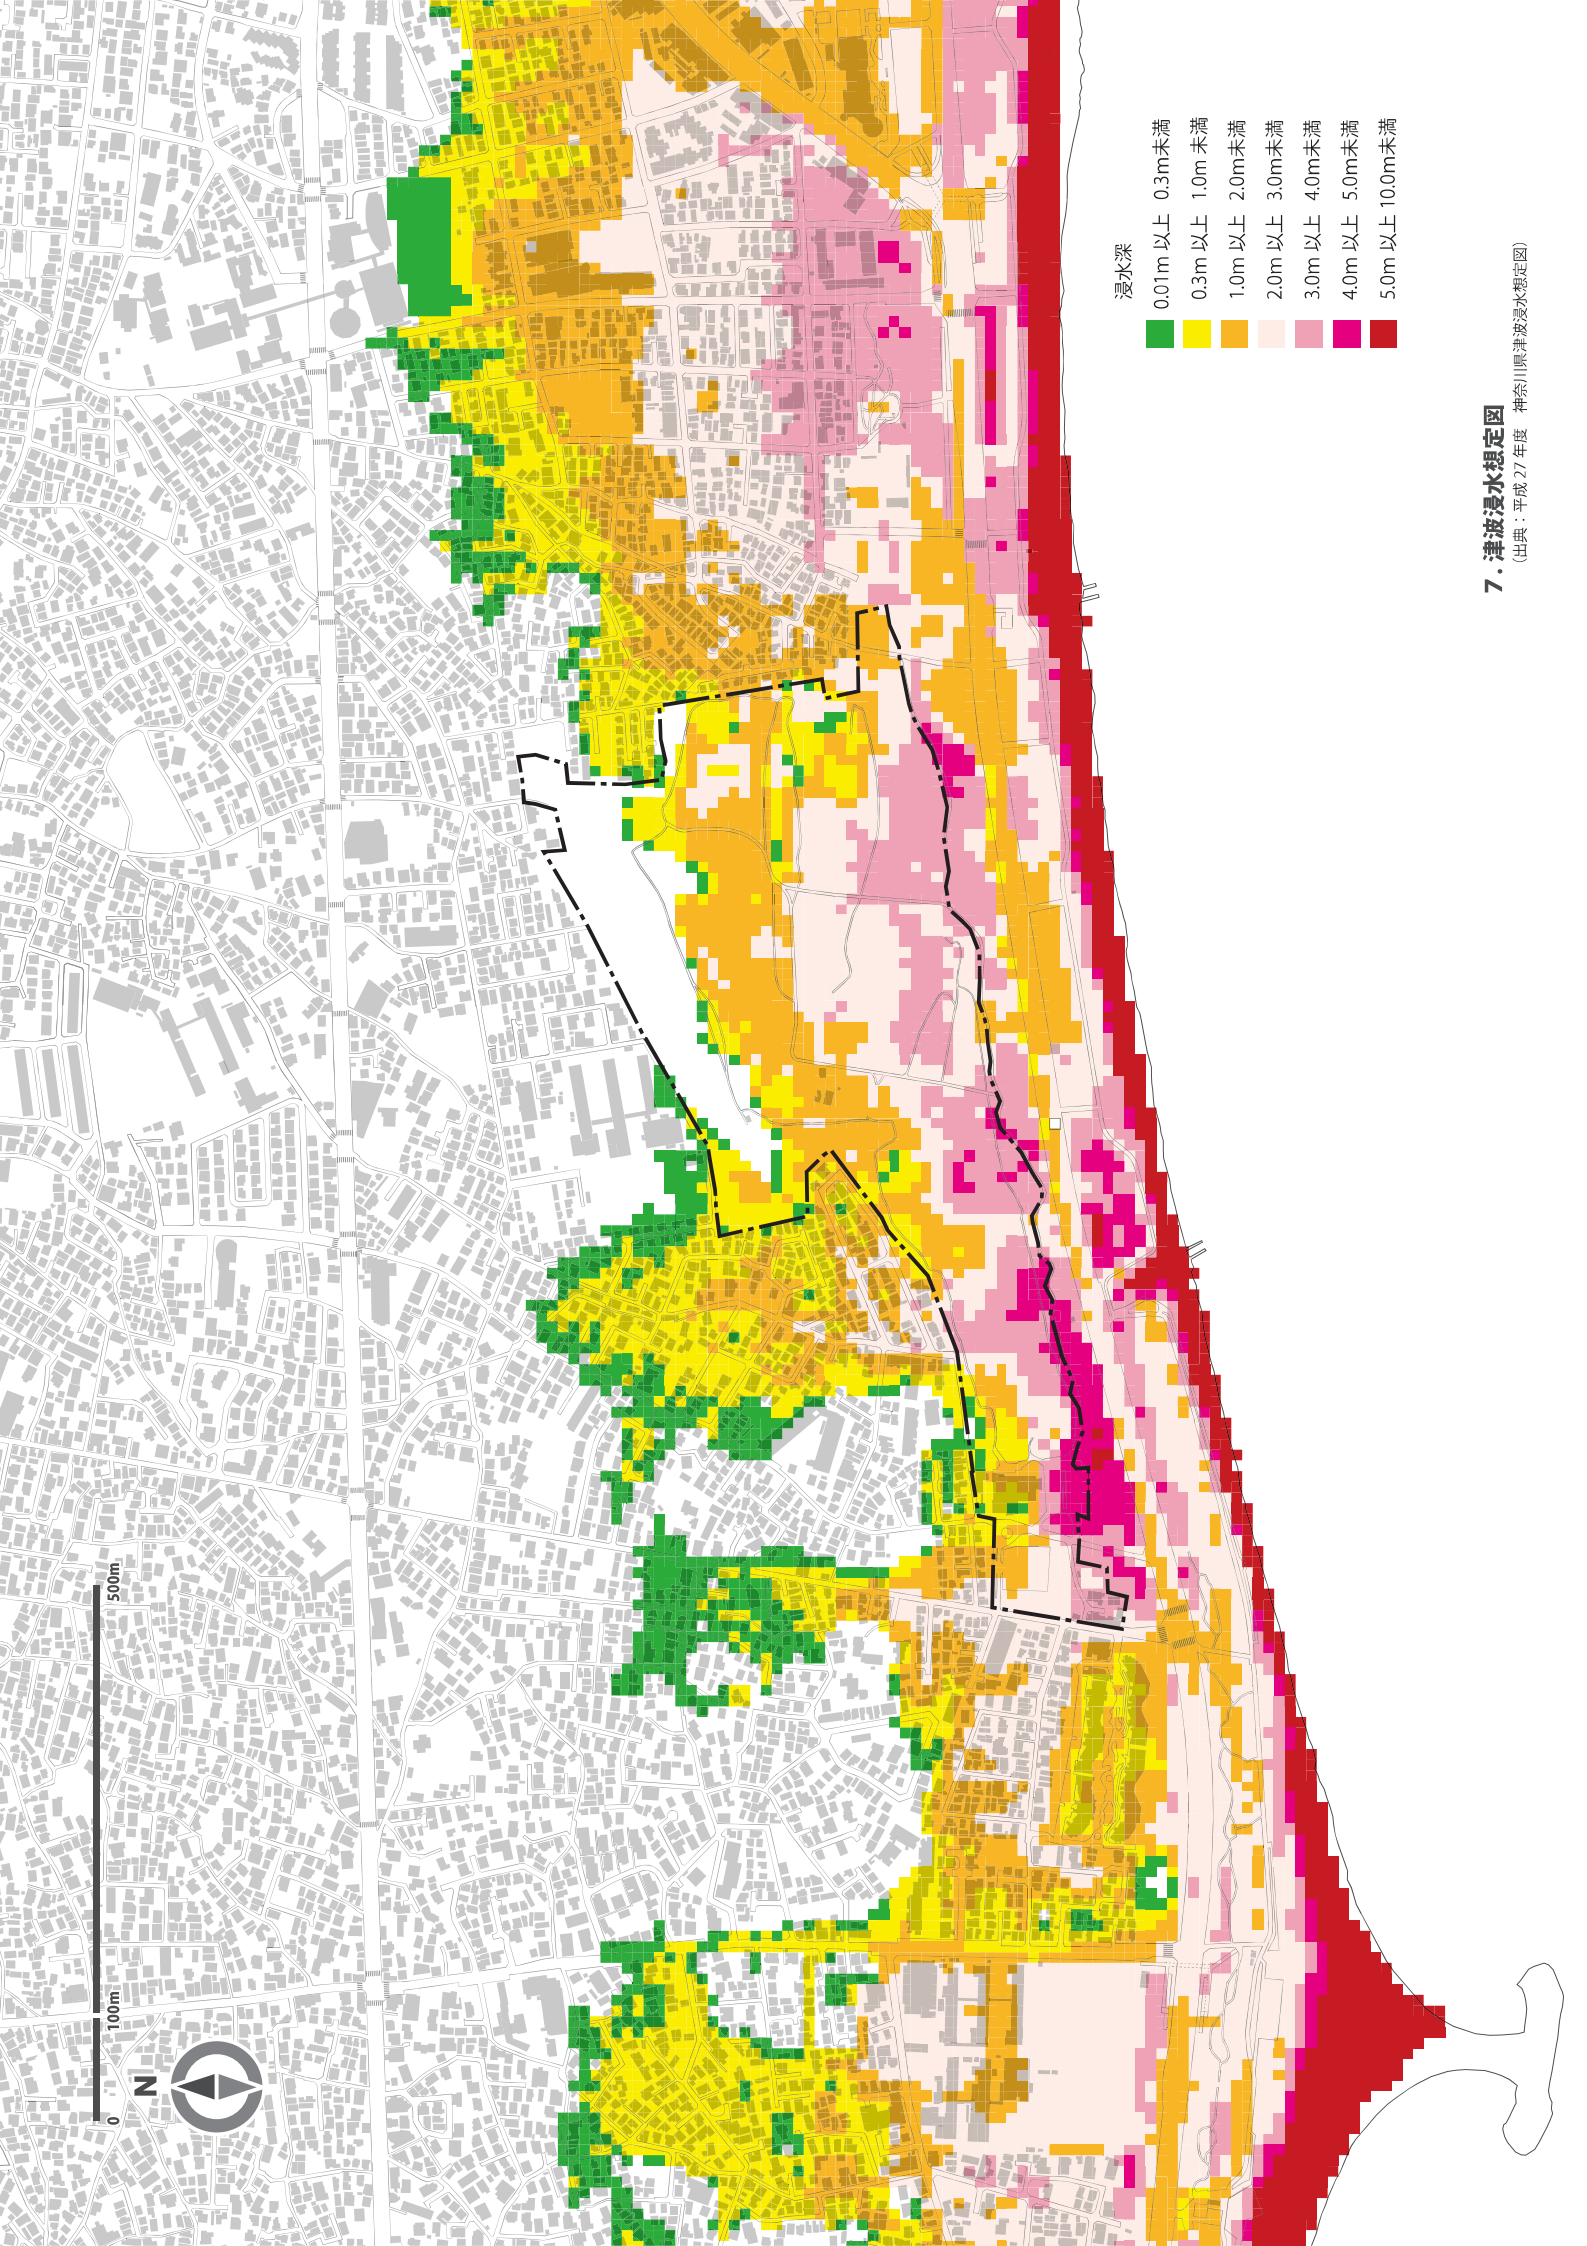 浸水深
0.01m 以上 0.3m未満
0.3m 以上 1.0m 未満
1.0m 以上 2.0m未満
2.0m 以上 3.0m未満
3.0m 以上 4.0m未満
4.0m 以上 5.0m未満
5.0m 以上 10.0m未満
7. 津波浸水想定図
（出典：平成 27 年度 神奈川県津波浸水想定図）
0 100m 500m
N